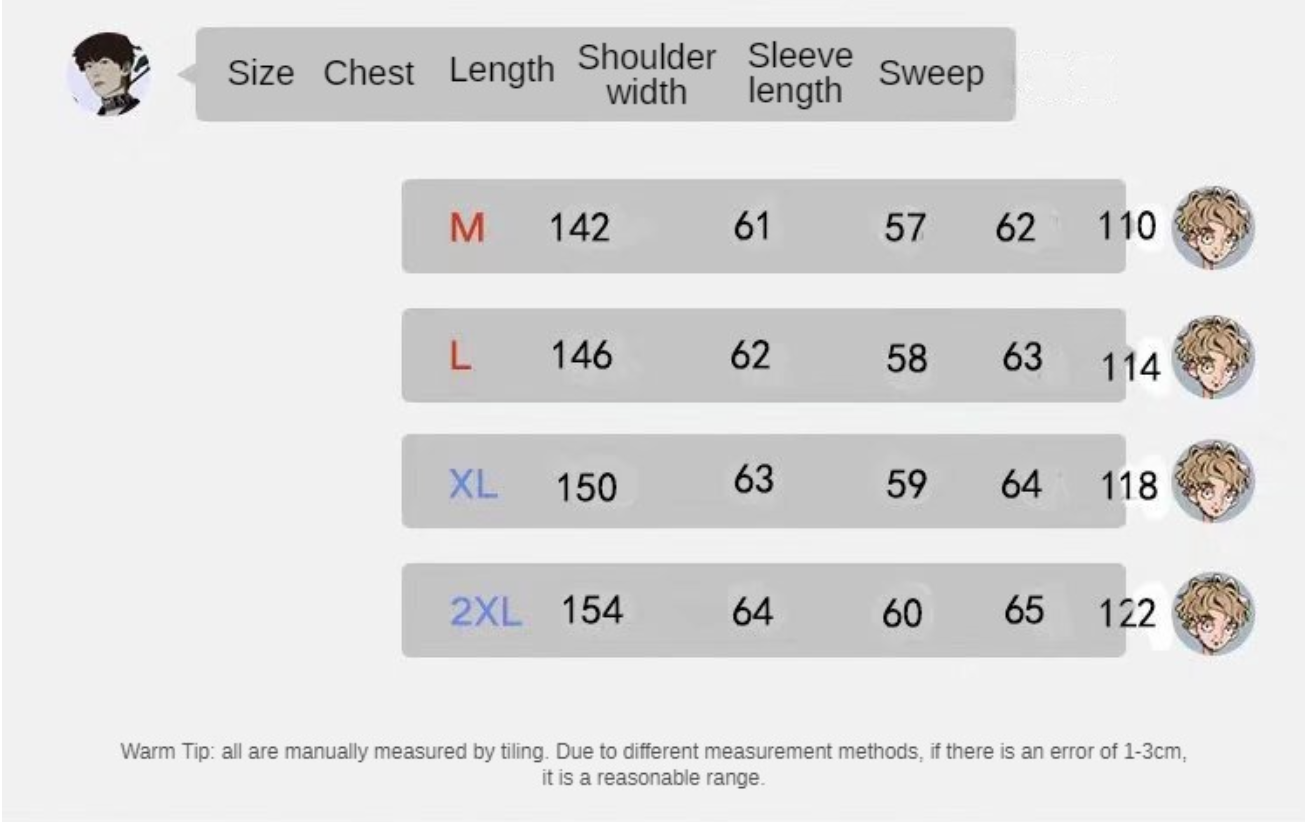 Size Chest Length Shoulder width Sleeve length Sweep
M 142 61 57 62 110
L 146 62 58 63 114
XL 150 63 59 64 118
2XL 154 64 60 65 122
Warm Tip: all are manually measured by tiling. Due to different measurement methods, if there is an error of 1-3cm,
it is a reasonable range.